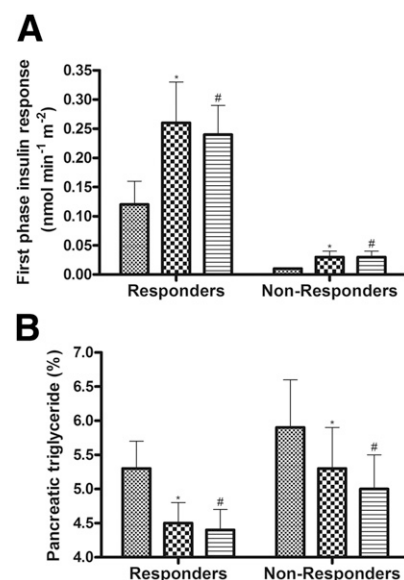 A
First phase insulin response
(nmol min⁻¹ m⁻²)
0.35
0.30
0.25
0.20
0.15
0.10
0.05
0.00
*
#
*
#
Responders
Non-Responders
B
Pancreatic triglyceride (%)
7.0
6.5
6.0
5.5
5.0
4.5
4.0
*
#
*
#
Responders
Non-Responders